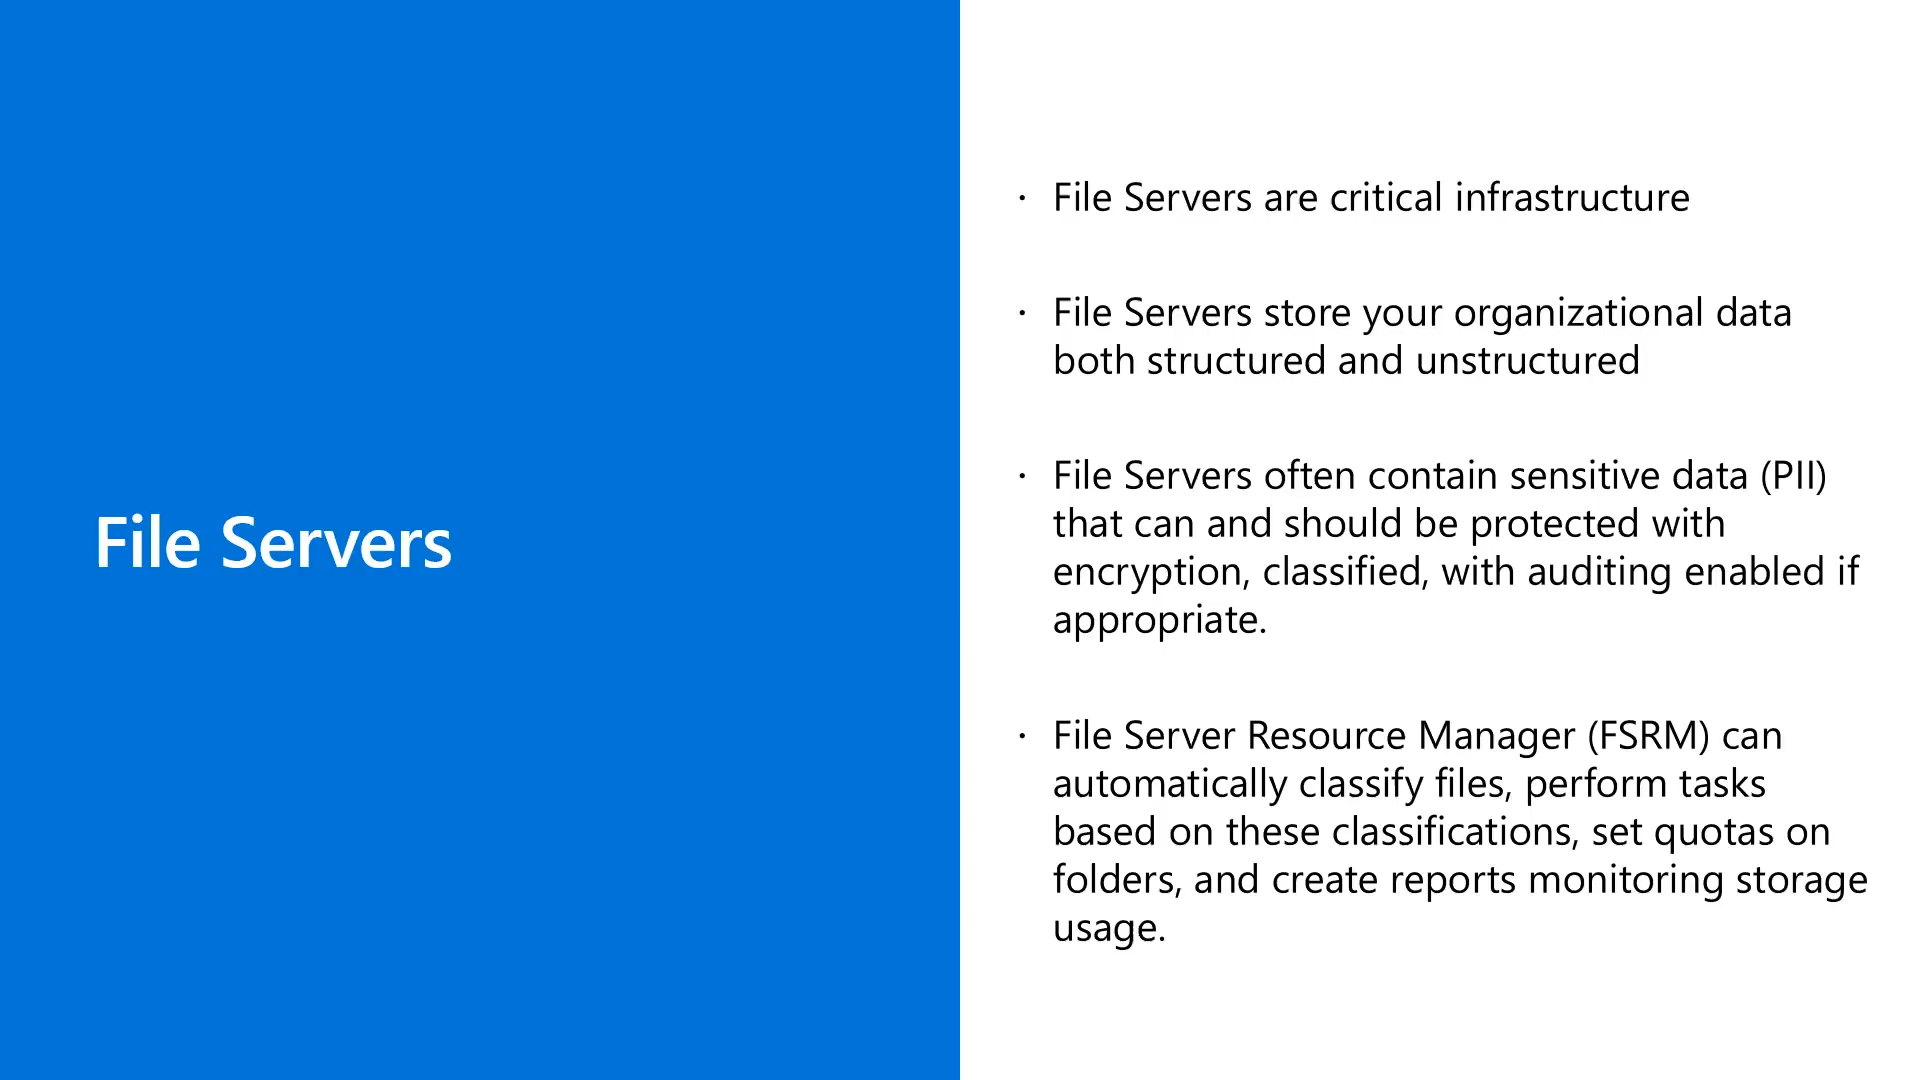 File Servers
· File Servers are critical infrastructure
· File Servers store your organizational data
both structured and unstructured
· File Servers often contain sensitive data (PII)
that can and should be protected with
encryption, classified, with auditing enabled if
appropriate.
· File Server Resource Manager (FSRM) can
automatically classify files, perform tasks
based on these classifications, set quotas on
folders, and create reports monitoring storage
usage.